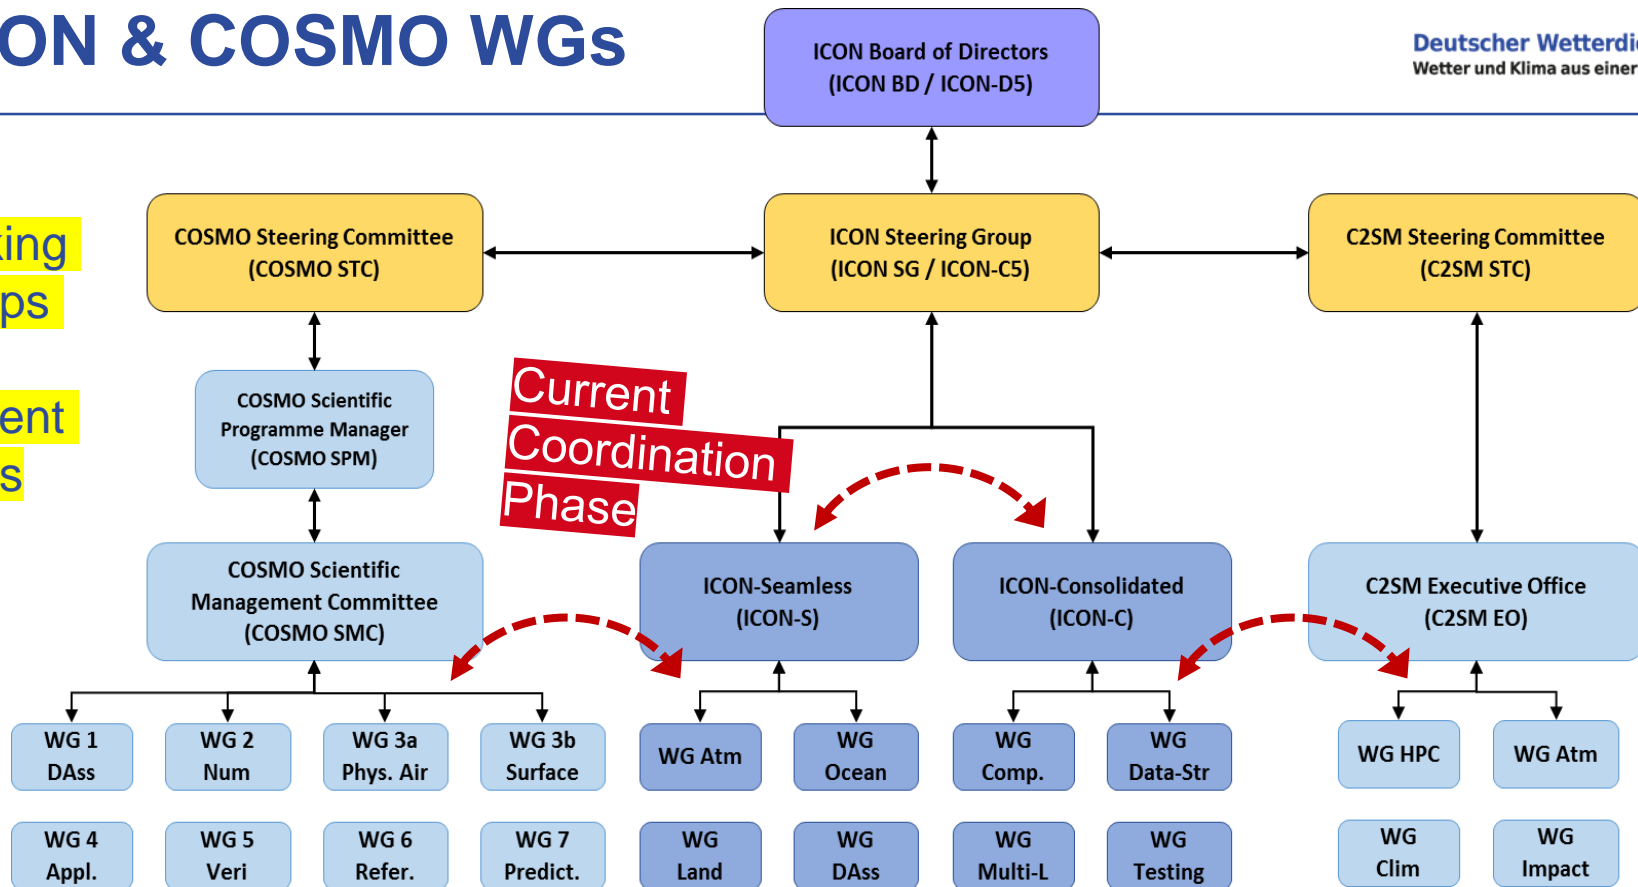 ON & COSMO WGs
ICON Board of Directors
(ICON BD / ICON-D5)
Deutscher Wetterdie
Wetter und Klima aus einer
king
ps
ent
s
COSMO Steering Committee
(COSMO STC)
ICON Steering Group
(ICON SG / ICON-C5)
C2SM Steering Committee
(C2SM STC)
COSMO Scientific
Programme Manager
(COSMO SPM)
Current
Coordination
Phase
COSMO Scientific
Management Committee
(COSMO SMC)
ICON-Seamless
(ICON-S)
ICON-Consolidated
(ICON-C)
C2SM Executive Office
(C2SM EO)
WG 1
DAss
WG 2
Num
WG 3a
Phys. Air
WG 3b
Surface
WG Atm
WG
Ocean
WG
Comp.
WG
Data-Str
WG HPC
WG Atm
WG 4
Appl.
WG 5
Veri
WG 6
Refer.
WG 7
Predict.
WG
Land
WG
DAss
WG
Multi-L
WG
Testing
WG
Clim
WG
Impact